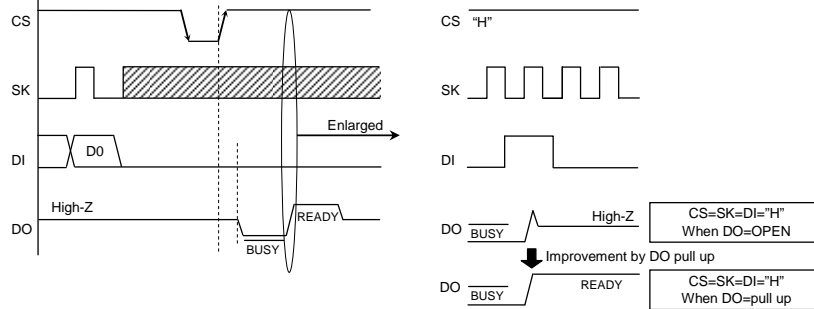 CS
SK
DI
D0
High-Z
DO
BUSY
READY
Enlarged
CS "H"
SK
DI
DO
BUSY
High-Z
CS=SK=DI="H"
When DO=OPEN
Improvement by DO pull up
DO
BUSY
READY
CS=SK=DI="H"
When DO=pull up